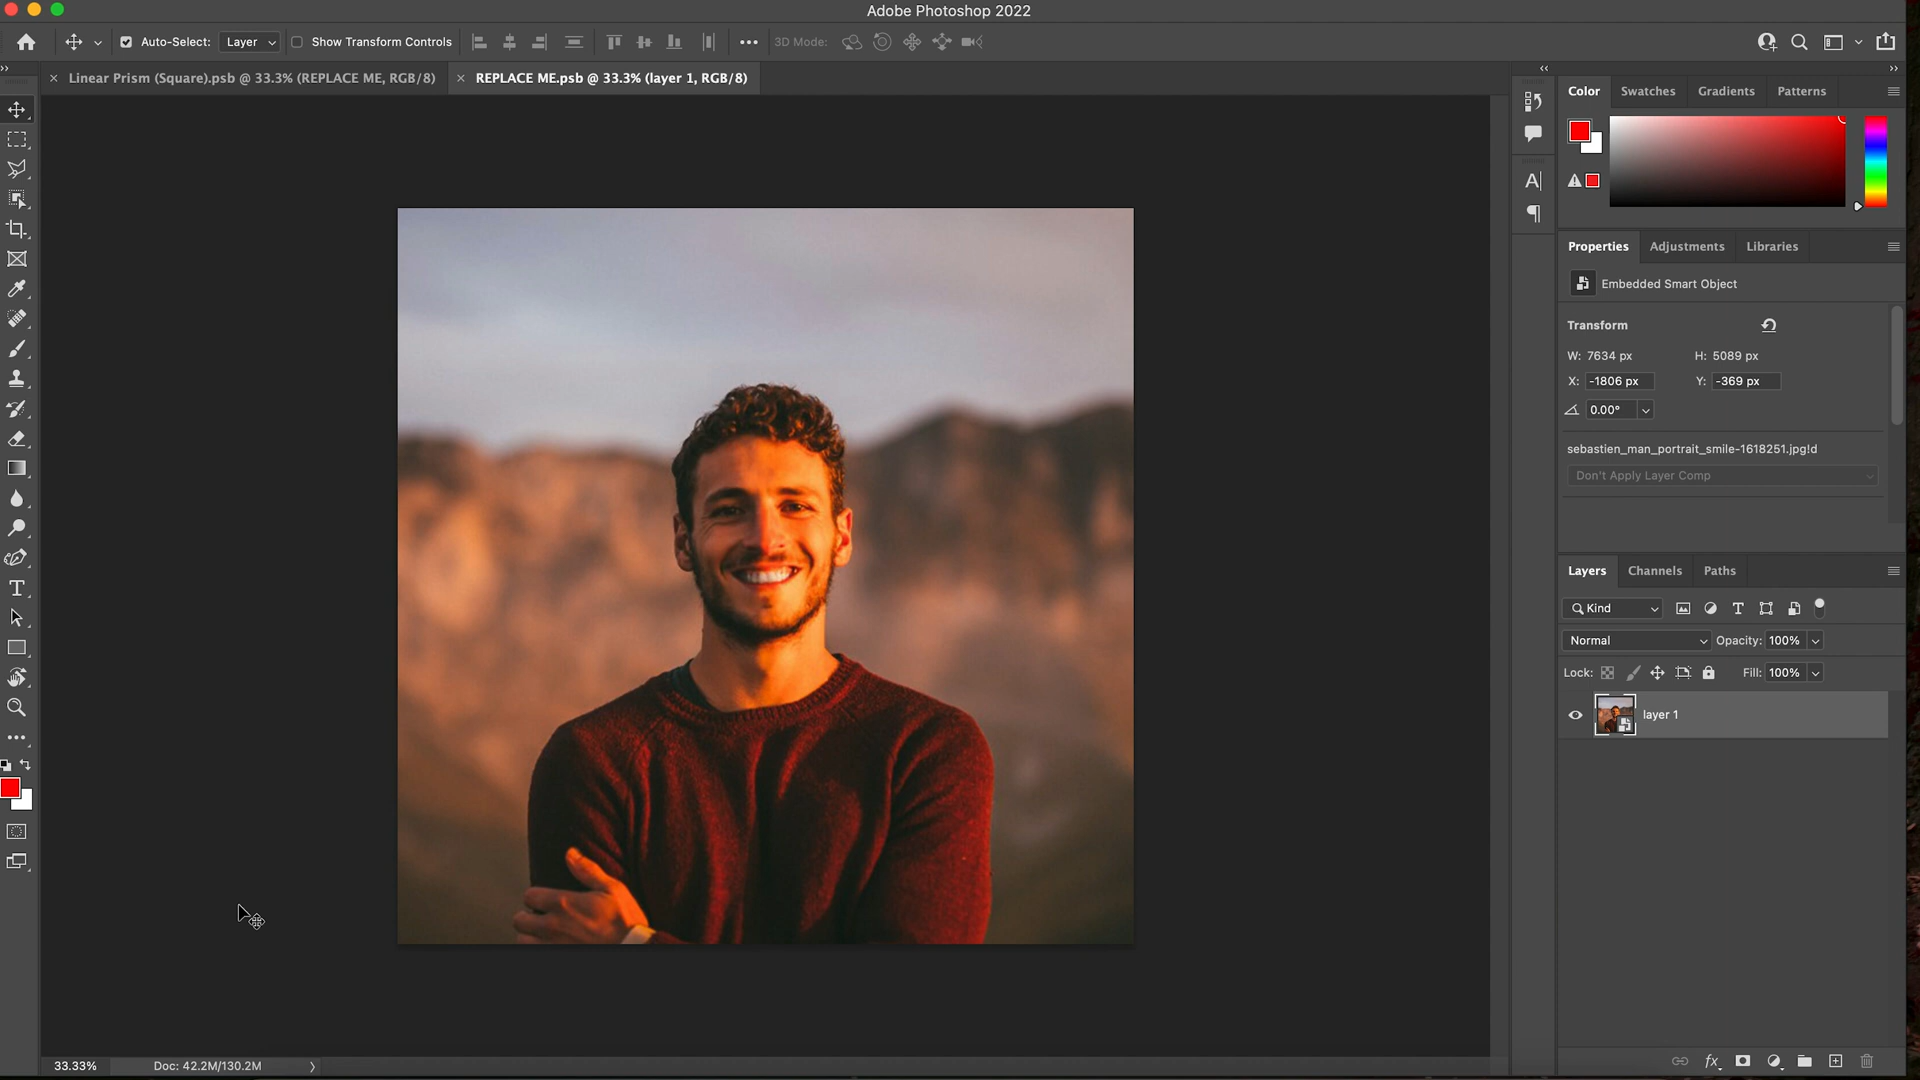 Adobe Photoshop 2022
Auto-Select: Layer Show Transform Controls 3D Mode:
Linear Prism (Square).psb @ 33.3% (REPLACE ME, RGB/8) REPLACE ME.psb @ 33.3% (layer 1, RGB/8)
Color Swatches Gradients Patterns
Properties Adjustments Libraries
Embedded Smart Object
Transform
W: 7634 px H: 5089 px
X: -1806 px Y: -369 px
0.00°
sebastien_man_portrait_smile-1618251.jpg!d
Don't Apply Layer Comp
Layers Channels Paths
Kind
Normal Opacity: 100%
Lock: Fill: 100%
layer 1
33.33% Doc: 42.2M/130.2M